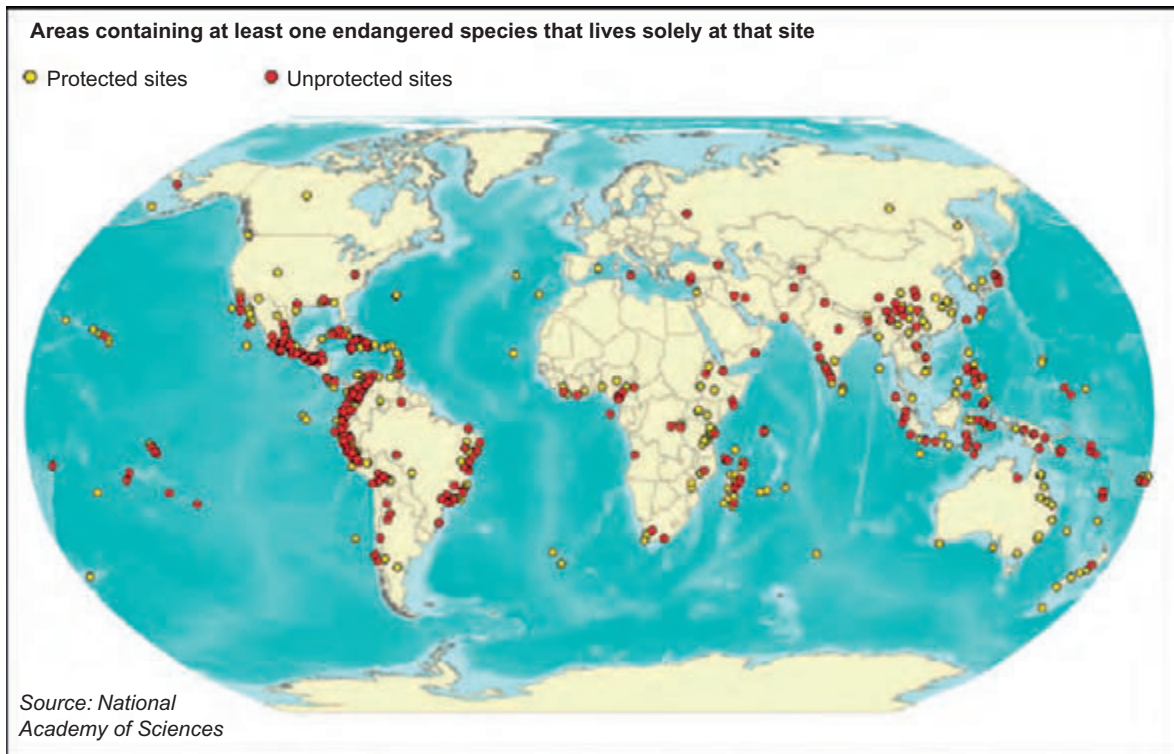 Areas containing at least one endangered species that lives solely at that site
Protected sites
Unprotected sites
Source: National
Academy of Sciences